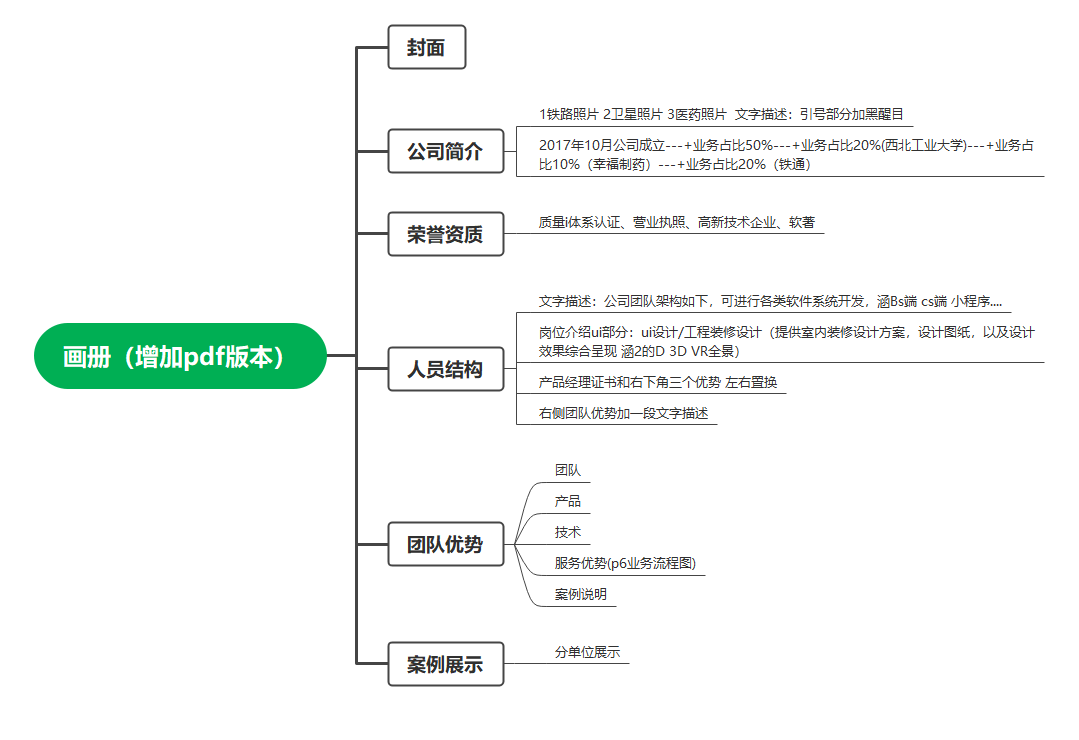 画册（增加pdf版本）
封面
公司简介
1铁路照片 2卫星照片 3医药照片  文字描述：引号部分加黑醒目
2017年10月公司成立---+业务占比50%---+业务占比20%(西北工业大学)---+业务占
比10%（幸福制药）---+业务占比20%（铁通）
荣誉资质
质量i体系认证、营业执照、高新技术企业、软著
人员结构
文字描述：公司团队架构如下，可进行各类软件系统开发，涵Bs端 cs端 小程序....
岗位介绍ui部分：ui设计/工程装修设计（提供室内装修设计方案，设计图纸，以及设计
效果综合呈现 涵2的D 3D VR全景）
产品经理证书和右下角三个优势 左右置换
右侧团队优势加一段文字描述
团队优势
团队
产品
技术
服务优势(p6业务流程图)
案例说明
案例展示
分单位展示